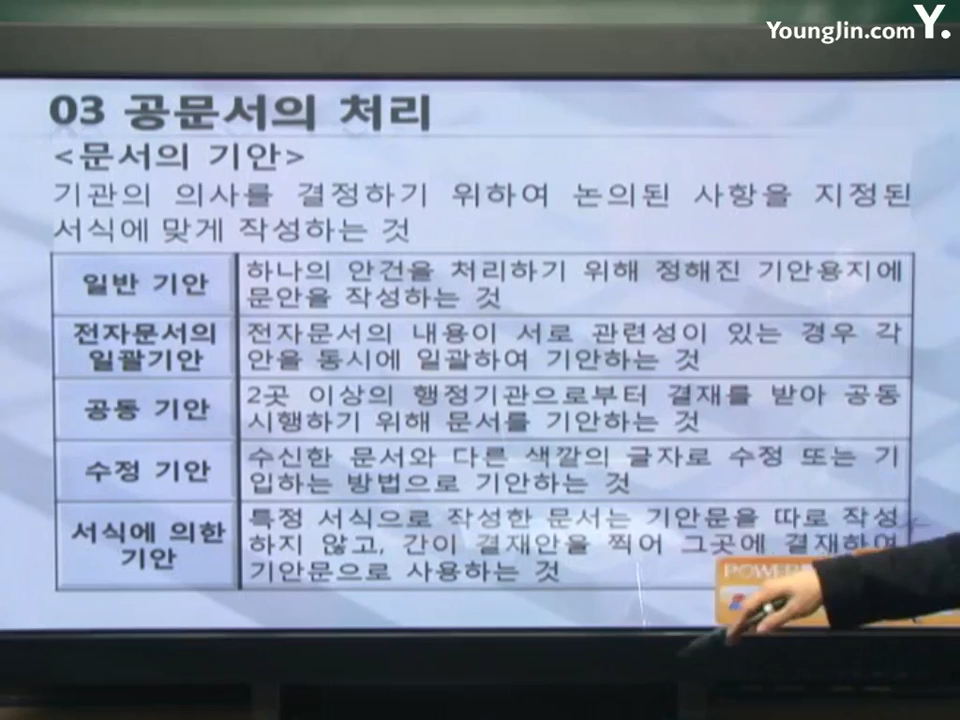 YoungJin.com Y.
03 공문서의 처리
<문서의 기안>
기관의 의사를 결정하기 위하여 논의된 사항을 지정된
서식에 맞게 작성하는 것
일반 기안
하나의 안건을 처리하기 위해 정해진 기안용지에
문안을 작성하는 것
전자문서의
일괄기안
전자문서의 내용이 서로 관련성이 있는 경우 각
안을 동시에 일괄하여 기안하는 것
공동 기안
2곳 이상의 행정기관으로부터 결재를 받아 공동
시행하기 위해 문서를 기안하는 것
수정 기안
수신한 문서와 다른 색깔의 글자로 수정 또는 기
입하는 방법으로 기안하는 것
서식에 의한
기안
특정 서식으로 작성한 문서는 기안문을 따로 작성
하지 않고, 간이 결재안을 찍어 그곳에 결재하여
기안문으로 사용하는 것